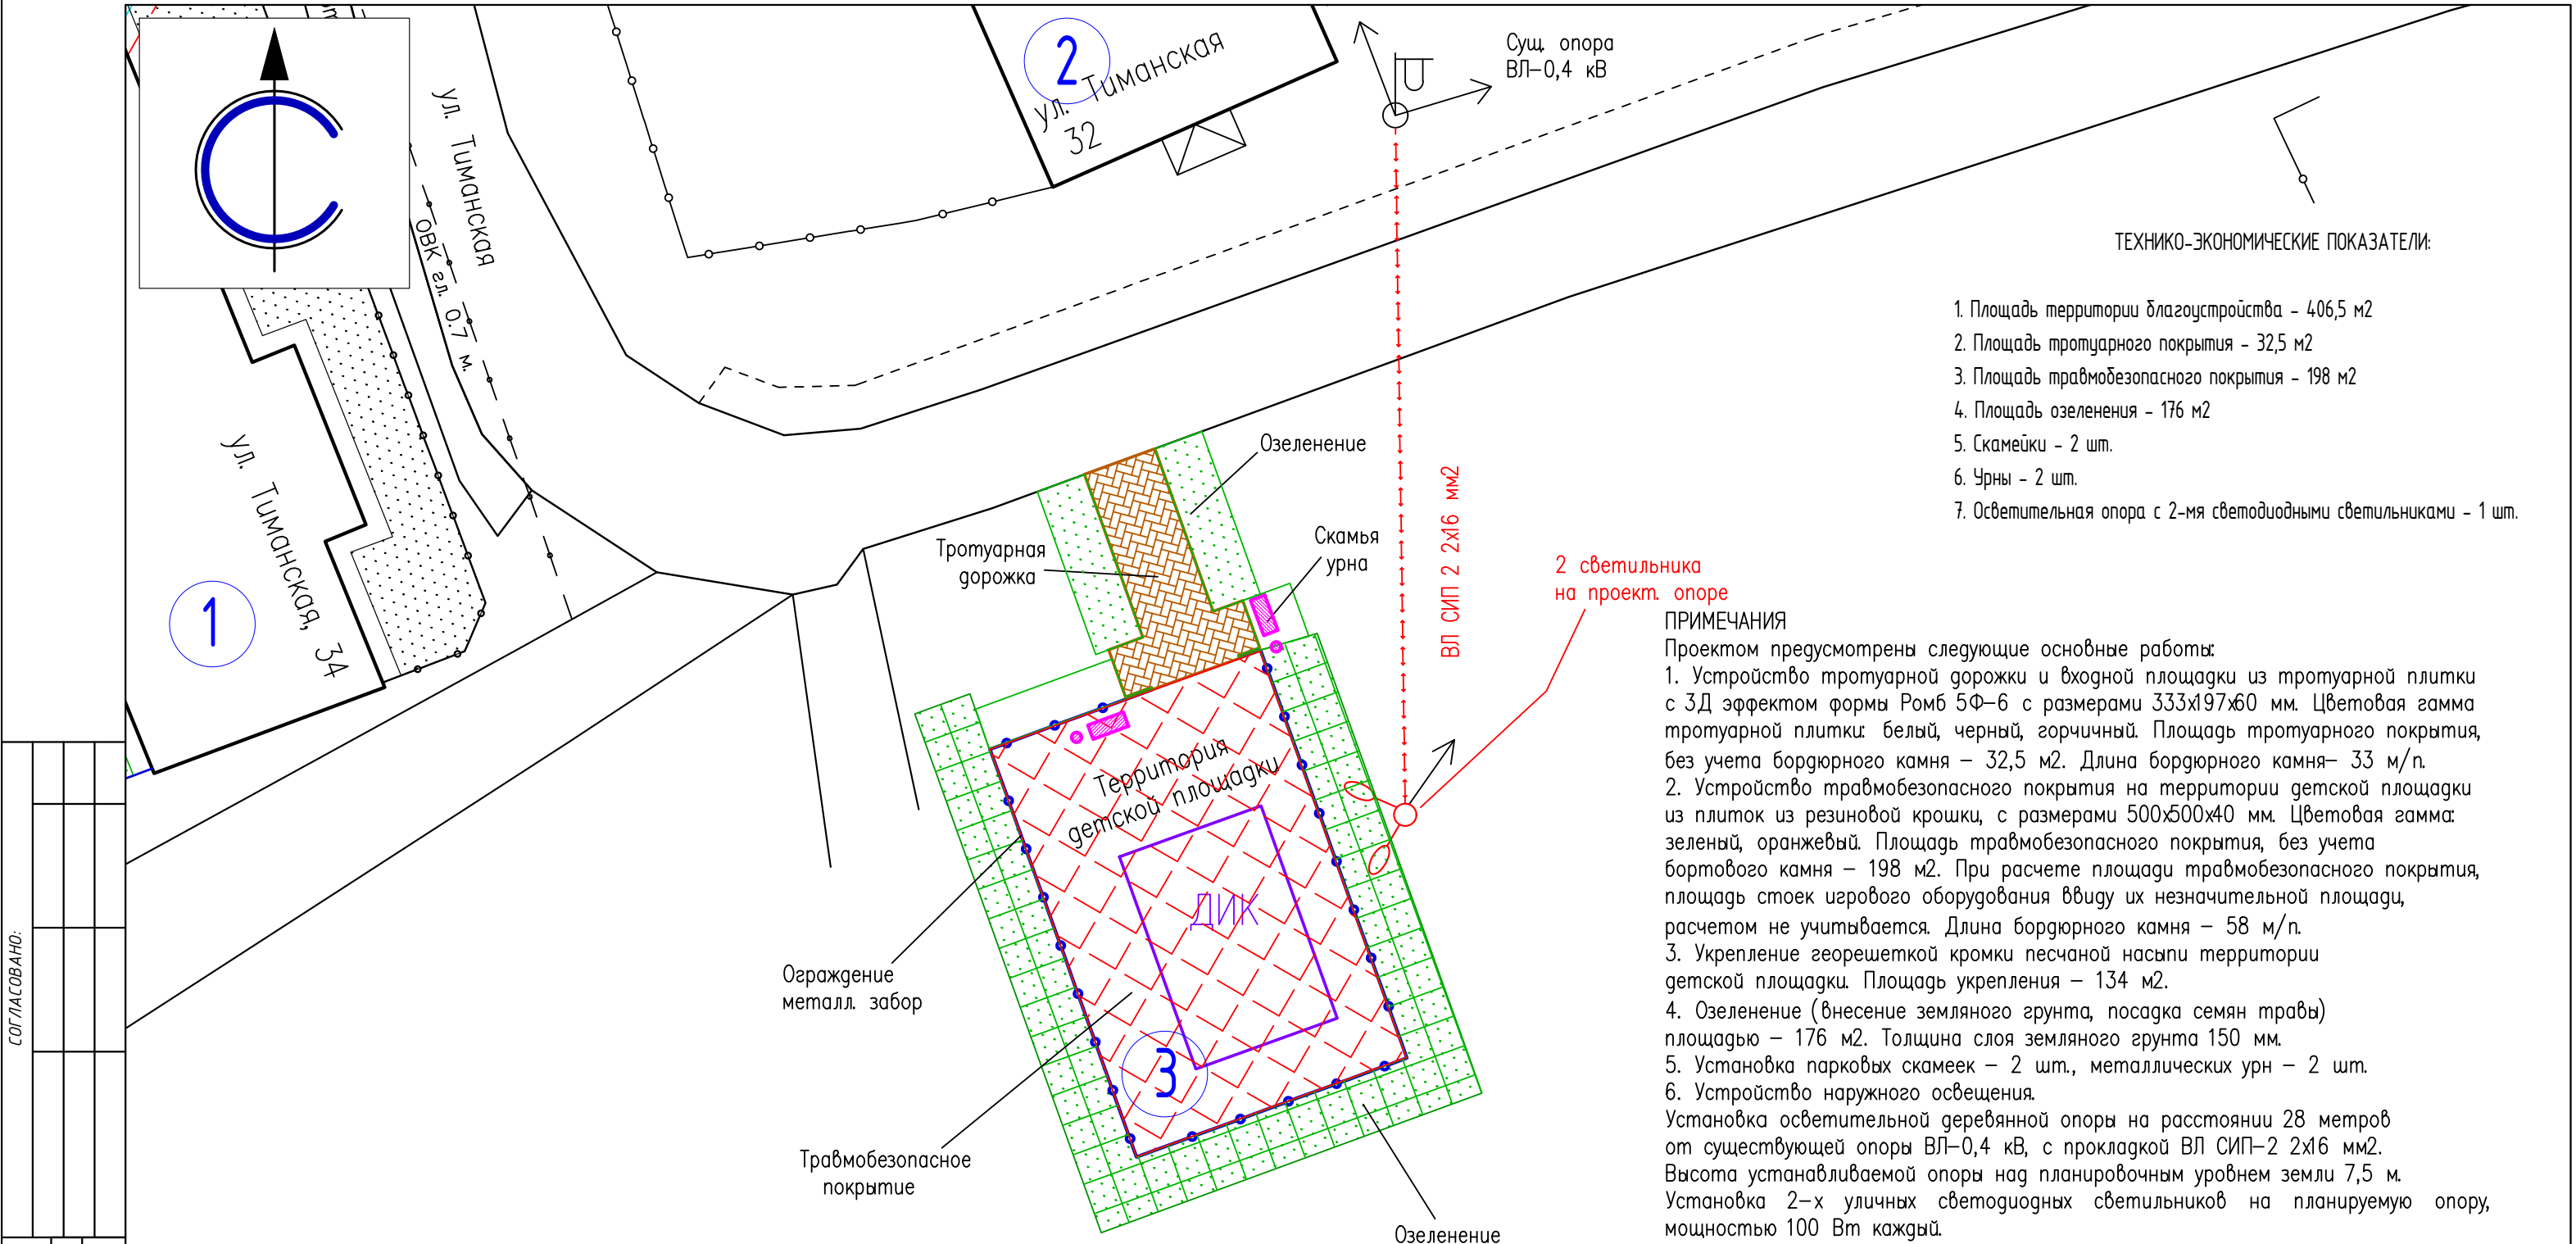 С
ул. Тиманская
ОВК гл. 0.7 м.
ул. Тиманская, 34
1
2
ул. Тиманская
32
Сущ. опора
ВЛ-0,4 кВ
ТЕХНИКО-ЭКОНОМИЧЕСКИЕ ПОКАЗАТЕЛИ:
1. Площадь территории благоустройства - 406,5 м2
2. Площадь тротуарного покрытия - 32,5 м2
3. Площадь травмобезопасного покрытия - 198 м2
4. Площадь озеленения - 176 м2
5. Скамейки - 2 шт.
6. Урны - 2 шт.
7. Осветительная опора с 2-мя светодиодными светильниками - 1 шт.
Озеленение
Скамья
урна
Тротуарная
дорожка
ВЛ СИП 2 2х16 мм2
2 светильника
на проект. опоре
Территория
детской площадки
ДИК
3
Ограждение
металл. забор
Травмобезопасное
покрытие
Озеленение
ПРИМЕЧАНИЯ
Проектом предусмотрены следующие основные работы:
1. Устройство тротуарной дорожки и входной площадки из тротуарной плитки
с 3Д эффектом формы Ромб 5Ф-6 с размерами 333х197х60 мм. Цветовая гамма
тротуарной плитки: белый, черный, горчичный. Площадь тротуарного покрытия,
без учета бордюрного камня - 32,5 м2. Длина бордюрного камня- 33 м/п.
2. Устройство травмобезопасного покрытия на территории детской площадки
из плиток из резиновой крошки, с размерами 500х500х40 мм. Цветовая гамма:
зеленый, оранжевый. Площадь травмобезопасного покрытия, без учета
бортового камня - 198 м2. При расчете площади травмобезопасного покрытия,
площадь стоек игрового оборудования ввиду их незначительной площади,
расчетом не учитывается. Длина бордюрного камня - 58 м/п.
3. Укрепление георешеткой кромки песчаной насыпи территории
детской площадки. Площадь укрепления - 134 м2.
4. Озеленение (внесение земляного грунта, посадка семян травы)
площадью - 176 м2. Толщина слоя земляного грунта 150 мм.
5. Установка парковых скамеек - 2 шт., металлических урн - 2 шт.
6. Устройство наружного освещения.
Установка осветительной деревянной опоры на расстоянии 28 метров
от существующей опоры ВЛ-0,4 кВ, с прокладкой ВЛ СИП-2 2х16 мм2.
Высота устанавливаемой опоры над планировочным уровнем земли 7,5 м.
Установка 2-х уличных светодиодных светильников на планируемую опору,
мощностью 100 Вт каждый.
СОГЛАСОВАНО: